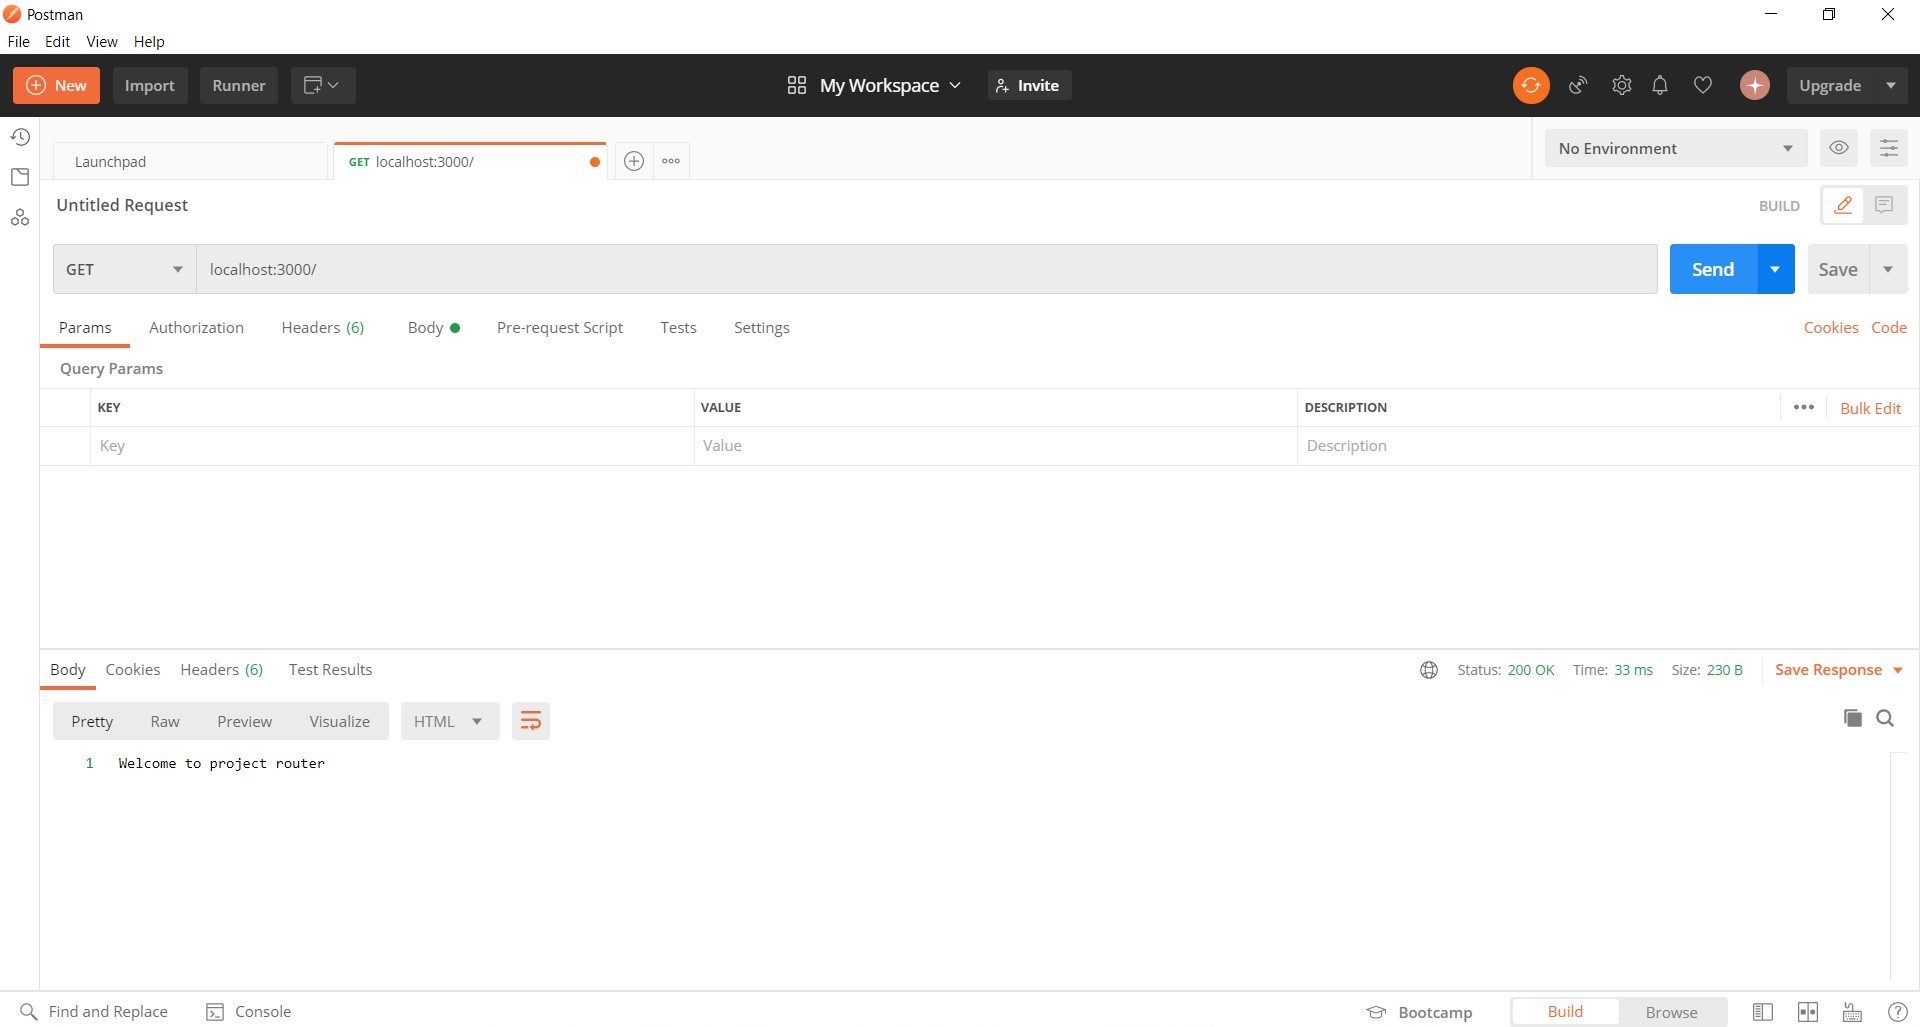 Postman
File Edit View Help
New Import Runner My Workspace Invite Upgrade
Launchpad GET localhost:3000/ No Environment
Untitled Request BUILD
GET localhost:3000/ Send Save
Params Authorization Headers (6) Body Pre-request Script Tests Settings Cookies Code
Query Params
KEY VALUE DESCRIPTION Bulk Edit
Key Value Description
Body Cookies Headers (6) Test Results Status: 200 OK Time: 33 ms Size: 230 B Save Response
Pretty Raw Preview Visualize HTML
1 Welcome to project router
Find and Replace Console Bootcamp Build Browse